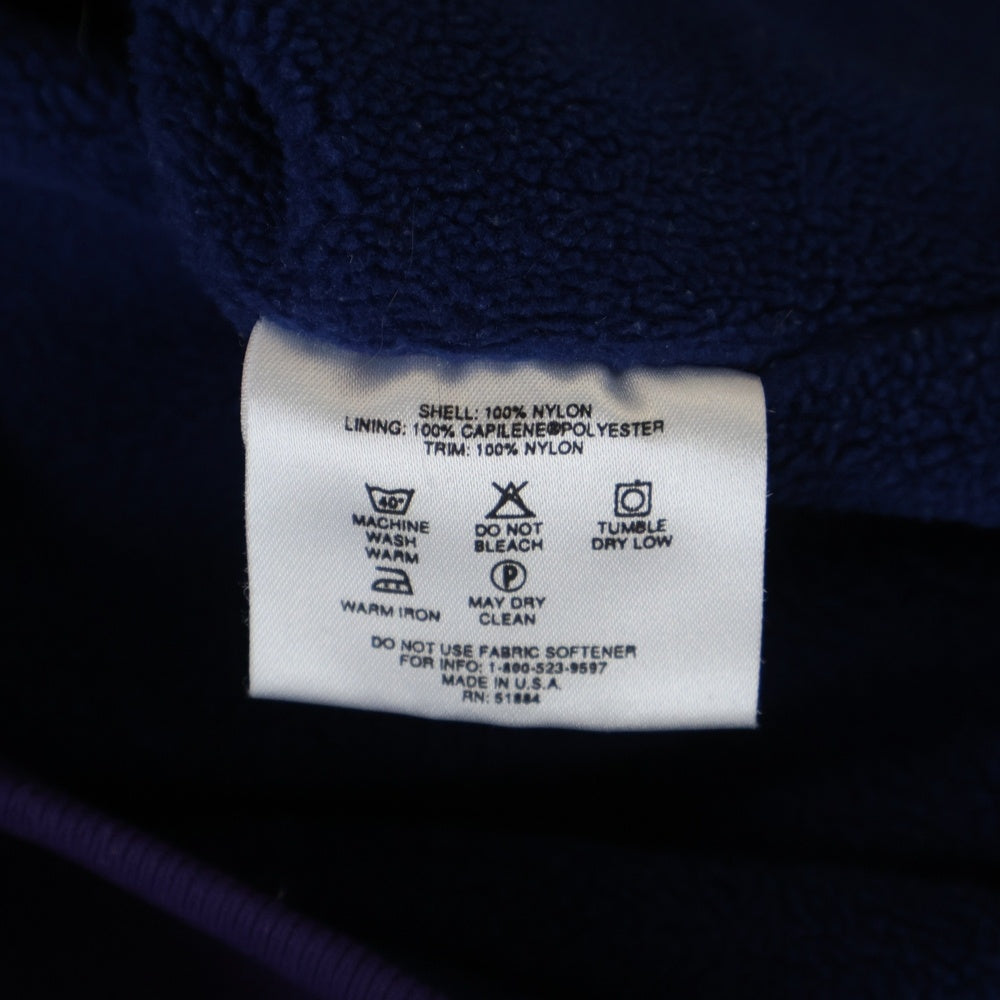 SHELL: 100% NYLON
LINING: 100% CAPILENE®POLYESTER
TRIM: 100% NYLON
40°
MACHINE WASH WARM
DO NOT BLEACH
TUMBLE DRY LOW
WARM IRON
P
MAY DRY CLEAN
DO NOT USE FABRIC SOFTENER
FOR INFO: 1-800-523-9597
MADE IN U.S.A.
RN: 51884